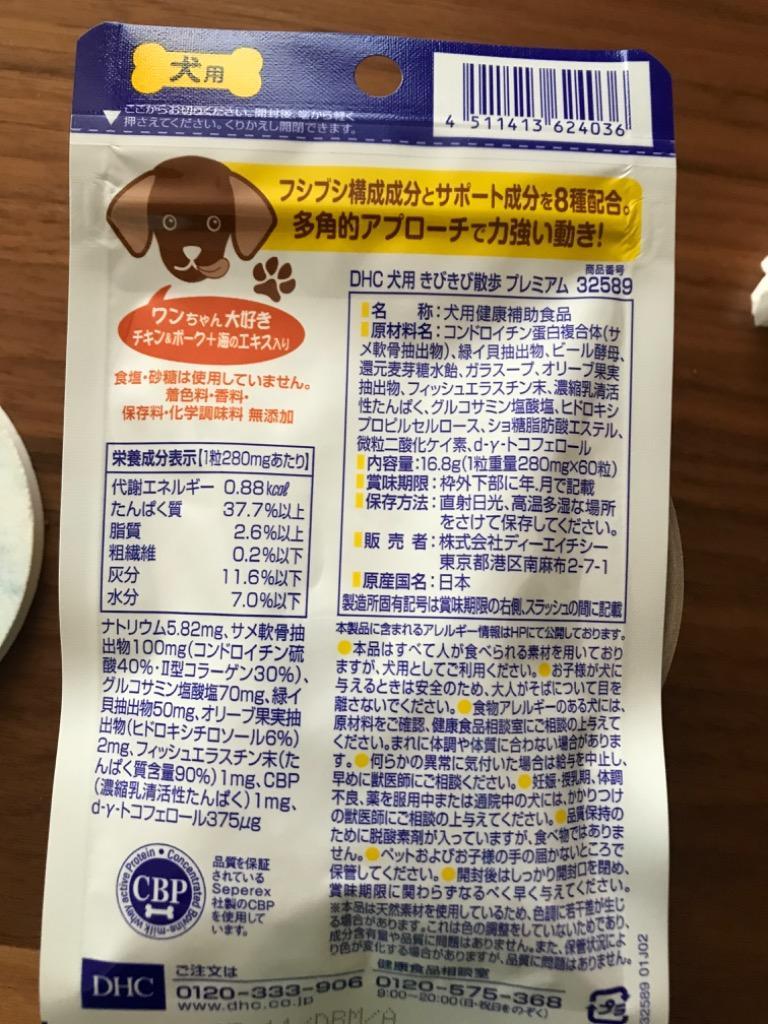 犬用
ここからお切りください。開封後、掌から軽く
押さえてください。くりかえし開閉できます。
4 511413 624036
フシブシ構成成分とサポート成分を8種配合。
多角的アプローチで力強い動き!
商品番号
DHC 犬用 きびきび散歩 プレミアム 32589
ワンちゃん大好き
チキン&ポーク+海のエキス入り
食塩・砂糖は使用していません。
着色料・香料・
保存料・化学調味料 無添加
名 称:犬用健康補助食品
原材料名:コンドロイチン蛋白複合体(サ
メ軟骨抽出物)、緑イ貝抽出物、ビール酵母、
還元麦芽糖水飴、ガラスープ、オリーブ果実
抽出物、フィッシュエラスチン末、濃縮乳清活
性たんぱく、グルコサミン塩酸塩、ヒドロキシ
プロピルセルロース、ショ糖脂肪酸エステル、
微粒二酸化ケイ素、d-γ-トコフェロール
内容量:16.8g(1粒重量280mg×60粒)
賞味期限:枠外下部に年.月で記載
保存方法:直射日光、高温多湿な場所
をさけて保存してください。
販 売 者:株式会社ディーエイチシー
東京都港区南麻布2-7-1
原産国名:日本
製造所固有記号は賞味期限の右側、スラッシュの間に記載
栄養成分表示[1粒280mgあたり]
代謝エネルギー 0.88kcal
たんぱく質 37.7%以上
脂質 2.6%以上
粗繊維 0.2%以下
灰分 11.6%以下
水分 7.0%以下
ナトリウム5.82mg、サメ軟骨抽
出物100mg(コンドロイチン硫
酸40%・Ⅱ型コラーゲン30%)、
グルコサミン塩酸塩70mg、緑イ
貝抽出物50mg、オリーブ果実抽
出物(ヒドロキシチロソール6%)
2mg、フィッシュエラスチン末(た
んぱく質含量90%)1mg、CBP
(濃縮乳清活性たんぱく)1mg、
d-γ-トコフェロール375μg
本製品に含まれるアレルギー情報はHPにて公開しております。
●本品はすべて人が食べられる素材を用いており
ますが、犬用としてご利用ください。●お子様が犬に
与えるときは安全のため、大人がそばについて目を
離さないでください。●食物アレルギーのある犬には、
原材料をご確認、健康食品相談室にご相談の上与えて
ください。まれに体調や体質に合わない場合がありま
す。●何らかの異常に気付いた場合は給与を中止し、
早めに獣医師にご相談ください。●妊娠・授乳期、体調
不良、薬を服用中または通院中の犬には、かかりつけ
の獣医師にご相談の上与えてください。●品質保持の
ために脱酸素剤が入っていますが、食べ物ではありま
せん。●ペットおよびお子様の手の届かないところで
保管してください。●開封後はしっかり開封口を閉め、
賞味期限に関わらずなるべく早く与えてください。
※本品は天然素材を使用しているため、色調に若干差が生じ
る場合があります。これは色の調整をしていないためであり、
成分含有量や品質に問題はありません。また、保管状況によ
り色が変化する場合がありますが、品質に問題はありません。
Concentrated Bovine-milk whey active Protein
CBP
品質を保証
されている
Seperex
社製のCBP
を使用して
います。
DHC
ご注文は
0120-333-906
www.dhc.co.jp
健康食品相談室
0120-575-368
9:00~20:00(日・祝日をのぞく)
32589 01J02